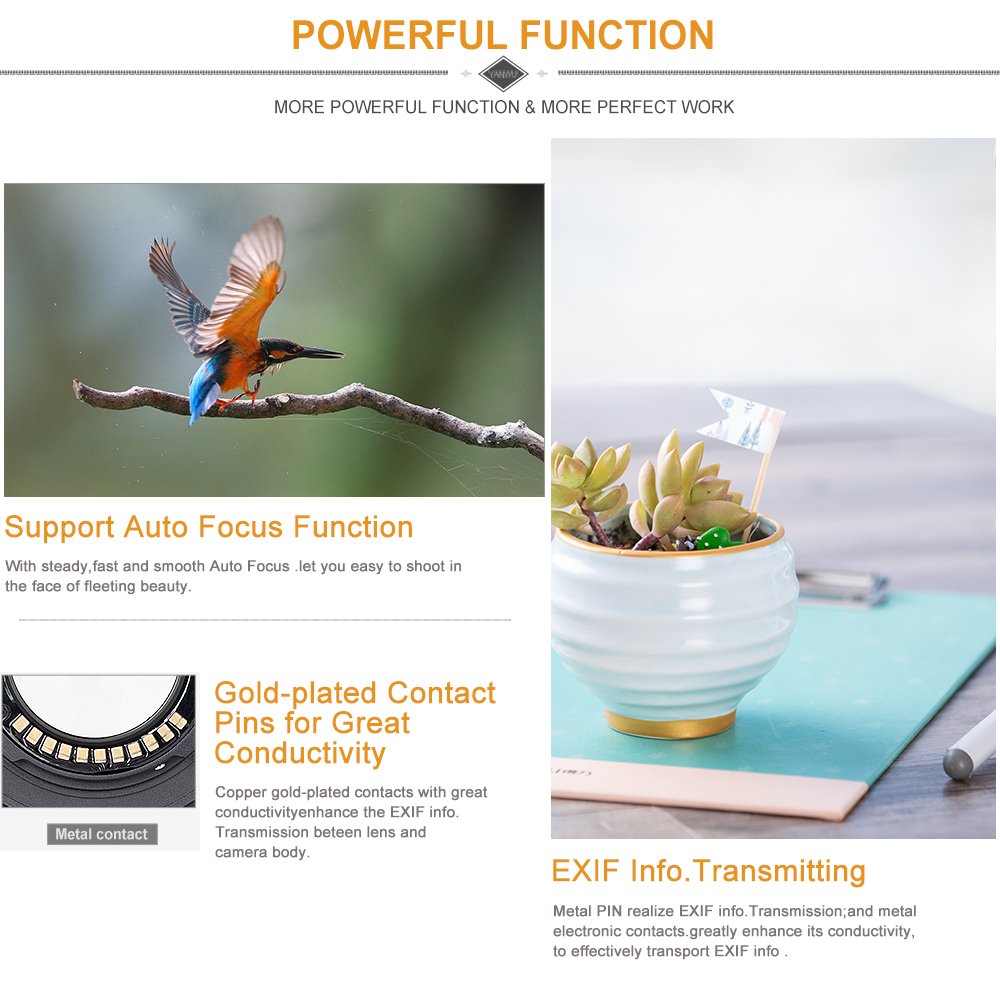 POWERFUL FUNCTION
YANWUI
MORE POWERFUL FUNCTION & MORE PERFECT WORK
Support Auto Focus Function
With steady,fast and smooth Auto Focus .let you easy to shoot in
the face of fleeting beauty.
Gold-plated Contact
Pins for Great
Conductivity
Copper gold-plated contacts with great
conductivityenhance the EXIF info.
Transmission beteen lens and
camera body.
Metal contact
EXIF Info.Transmitting
Metal PIN realize EXIF info.Transmission;and metal
electronic contacts.greatly enhance its conductivity,
to effectively transport EXIF info .